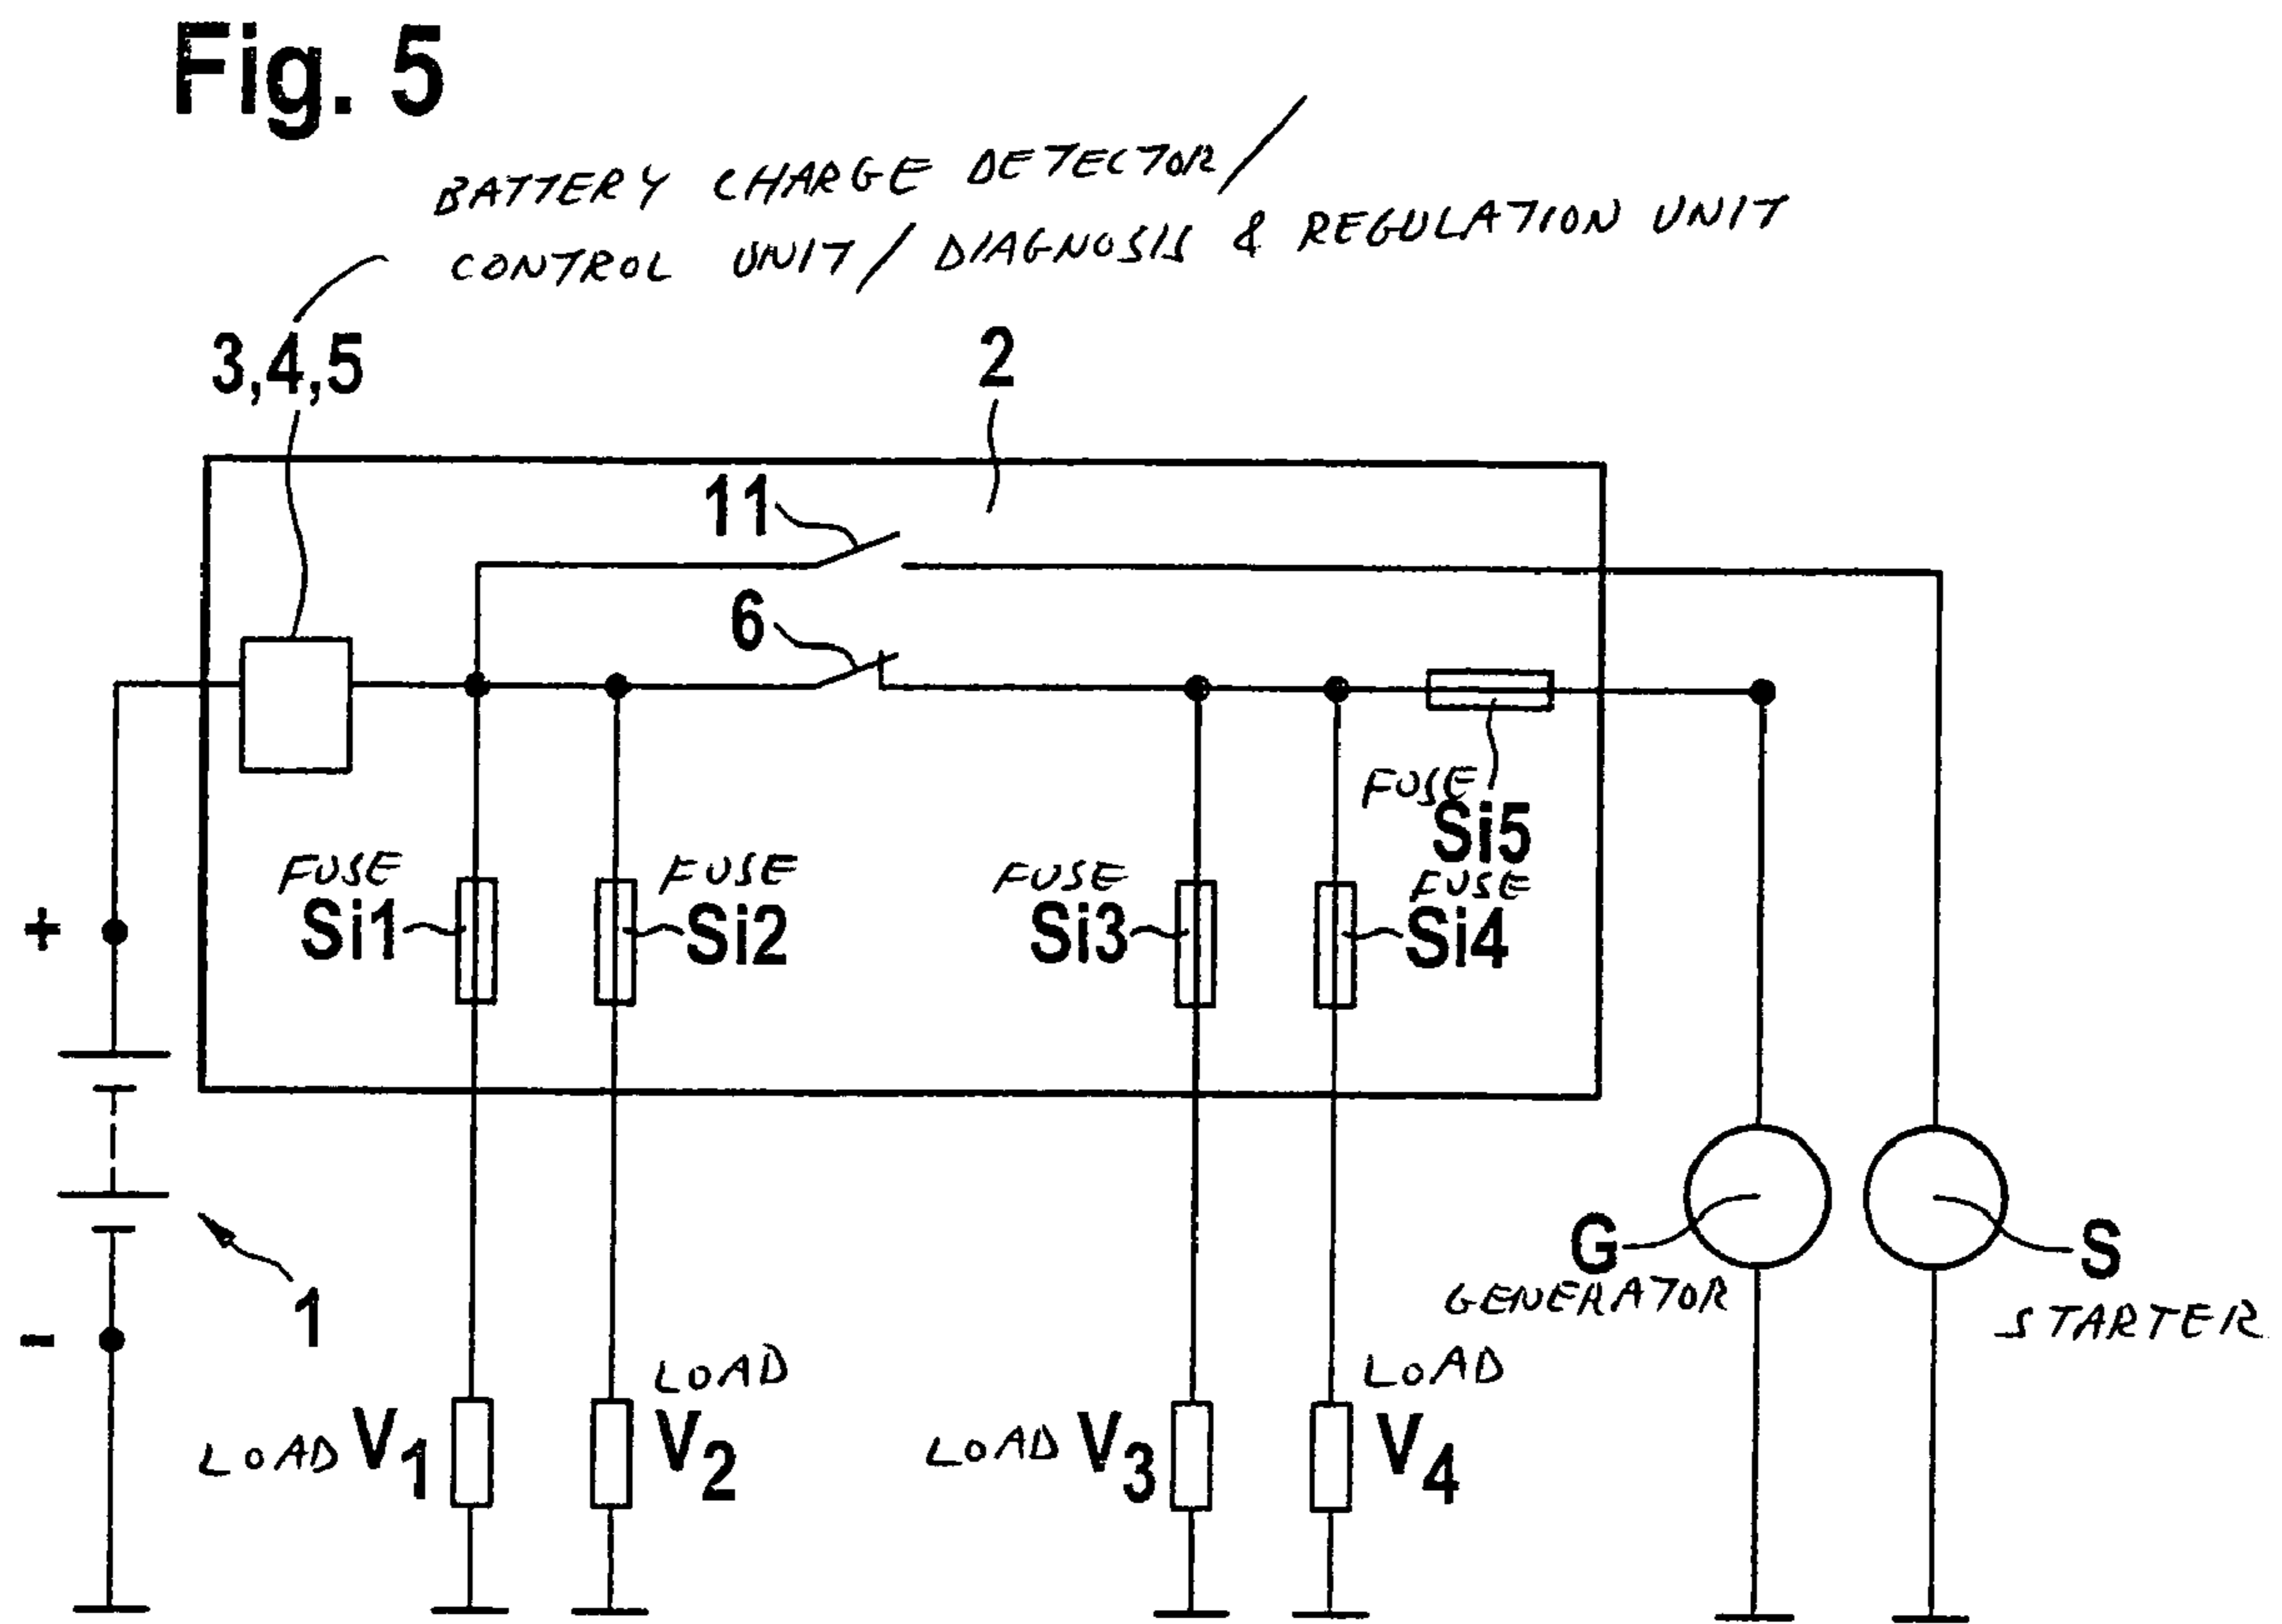 Fig. 5
BATTERY CHARGE DETECTOR/
CONTROL UNIT/ DIAGNOSIS & REGULATION UNIT
3,4,5
2
11
6
FUSE
Si5
FUSE
Si1
FUSE
Si2
FUSE
Si3
FUSE
Si4
+
-
1
G
GENERATOR
S
STARTER
LOAD V1
LOAD
V2
LOAD V3
LOAD
V4